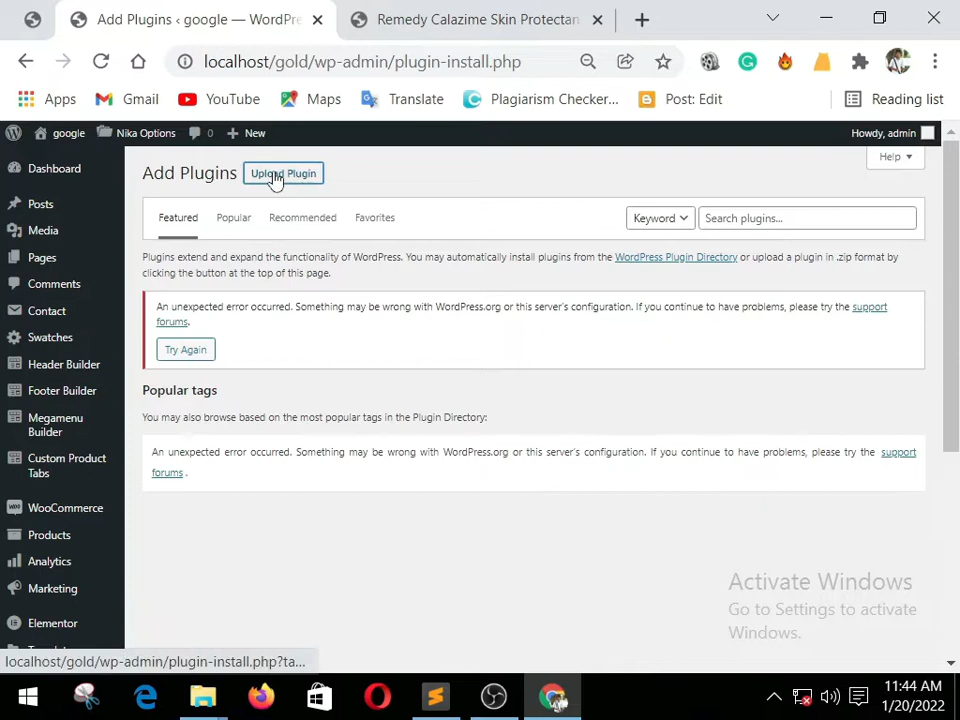 Add Plugins ‹ google — WordPre
Remedy Calazime Skin Protectan
localhost/gold/wp-admin/plugin-install.php
Apps
Gmail
YouTube
Maps
Translate
Plagiarism Checker...
Post: Edit
Reading list
google
Nika Options
0
New
Howdy, admin
Dashboard
Posts
Media
Pages
Comments
Contact
Swatches
Header Builder
Footer Builder
Megamenu
Builder
Custom Product
Tabs
WooCommerce
Products
Analytics
Marketing
Elementor
Add Plugins
Upload Plugin
Help
Featured
Popular
Recommended
Favorites
Keyword
Search plugins...
Plugins extend and expand the functionality of WordPress. You may automatically install plugins from the WordPress Plugin Directory or upload a plugin in .zip format by
clicking the button at the top of this page.
An unexpected error occurred. Something may be wrong with WordPress.org or this server's configuration. If you continue to have problems, please try the support
forums.
Try Again
Popular tags
You may also browse based on the most popular tags in the Plugin Directory:
An unexpected error occurred. Something may be wrong with WordPress.org or this server's configuration. If you continue to have problems, please try the support
forums .
Activate Windows
Go to Settings to activate
Windows.
localhost/gold/wp-admin/plugin-install.php?ta...
11:44 AM
1/20/2022